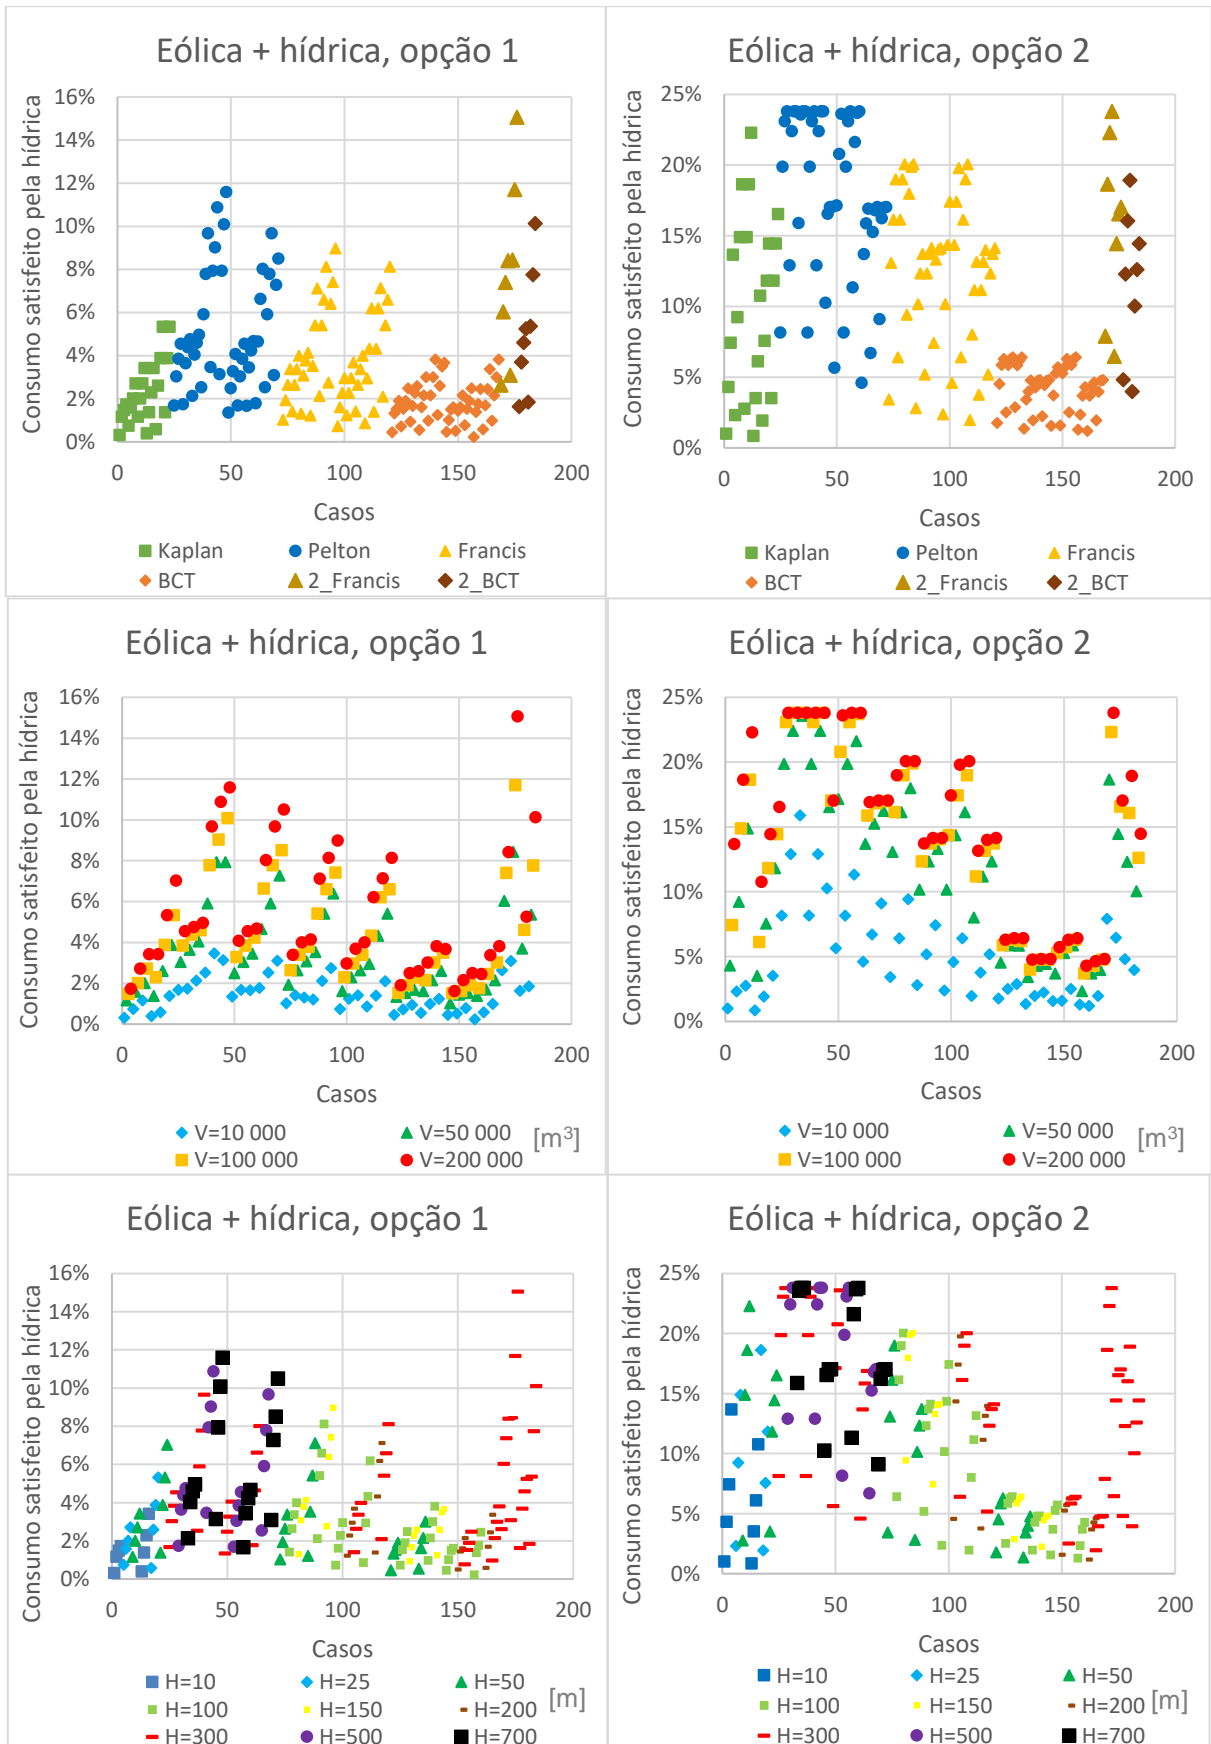 Eólica + hídrica, opção 1
Consumo satisfeito pela hídrica
16%
14%
12%
10%
8%
6%
4%
2%
0%
0 50 100 150 200
Casos
Kaplan Pelton Francis
BCT 2_Francis 2_BCT
Eólica + hídrica, opção 2
Consumo satisfeito pela hídrica
25%
20%
15%
10%
5%
0%
0 50 100 150 200
Casos
Kaplan Pelton Francis
BCT 2_Francis 2_BCT
Eólica + hídrica, opção 1
Consumo satisfeito pela hídrica
16%
14%
12%
10%
8%
6%
4%
2%
0%
0 50 100 150 200
Casos
V=10 000 V=50 000 [m³]
V=100 000 V=200 000
Eólica + hídrica, opção 2
Consumo satisfeito pela hídrica
25%
20%
15%
10%
5%
0%
0 50 100 150 200
Casos
V=10 000 V=50 000 [m³]
V=100 000 V=200 000
Eólica + hídrica, opção 1
Consumo satisfeito pela hídrica
16%
14%
12%
10%
8%
6%
4%
2%
0%
0 50 100 150 200
Casos
H=10 H=25 H=50
H=100 H=150 H=200 [m]
H=300 H=500 H=700
Eólica + hídrica, opção 2
Consumo satisfeito pela hídrica
25%
20%
15%
10%
5%
0%
0 50 100 150 200
Casos
H=10 H=25 H=50
H=100 H=150 H=200 [m]
H=300 H=500 H=700